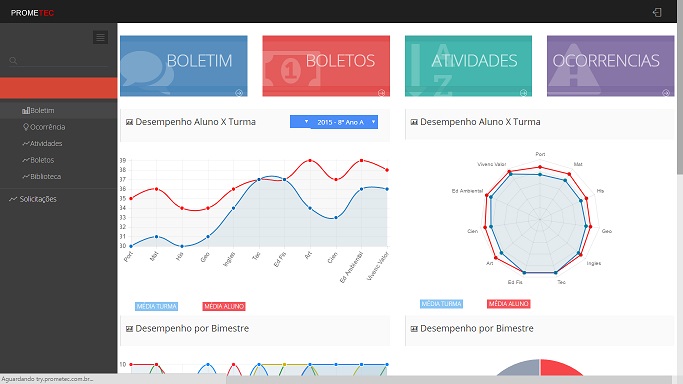 PROMETEC
BOLETIM
BOLETOS
ATIVIDADES
OCORRENCIAS
Boletim
Ocorrência
Atividades
Boletos
Biblioteca
Solicitações
Desempenho Aluno X Turma
2015 - 8º Ano A
39
38
37
36
35
34
33
32
31
30
Port
Mat
His
Geo
Ingles
Tec
Ed Fis
Art
Cien
Ed Ambiental
Vivenc Valor
MÉDIA TURMA
MÉDIA ALUNO
Desempenho Aluno X Turma
Port
Mat
His
Geo
Ingles
Tec
Ed Fis
Art
Cien
Ed Ambiental
Vivenc Valor
MÉDIA TURMA
MÉDIA ALUNO
Desempenho por Bimestre
10
Desempenho por Bimestre
Aguardando try.prometec.com.br...